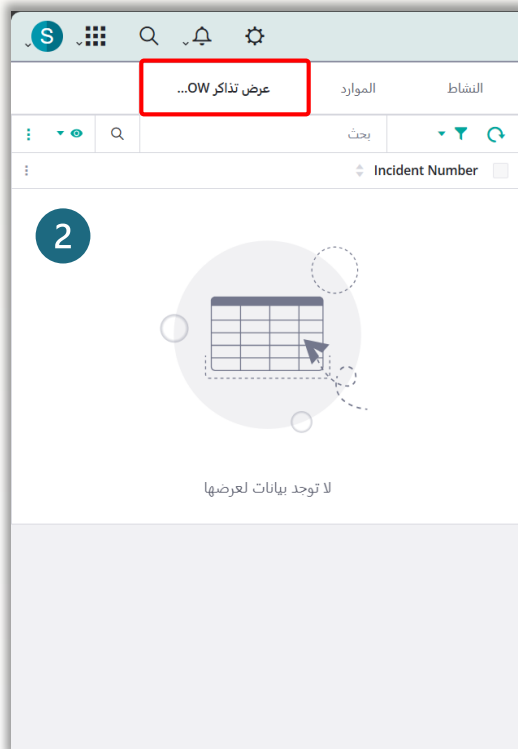 S
النشاط
الموارد
عرض تذاكر OW...
بحث
Incident Number
2
لا توجد بيانات لعرضها